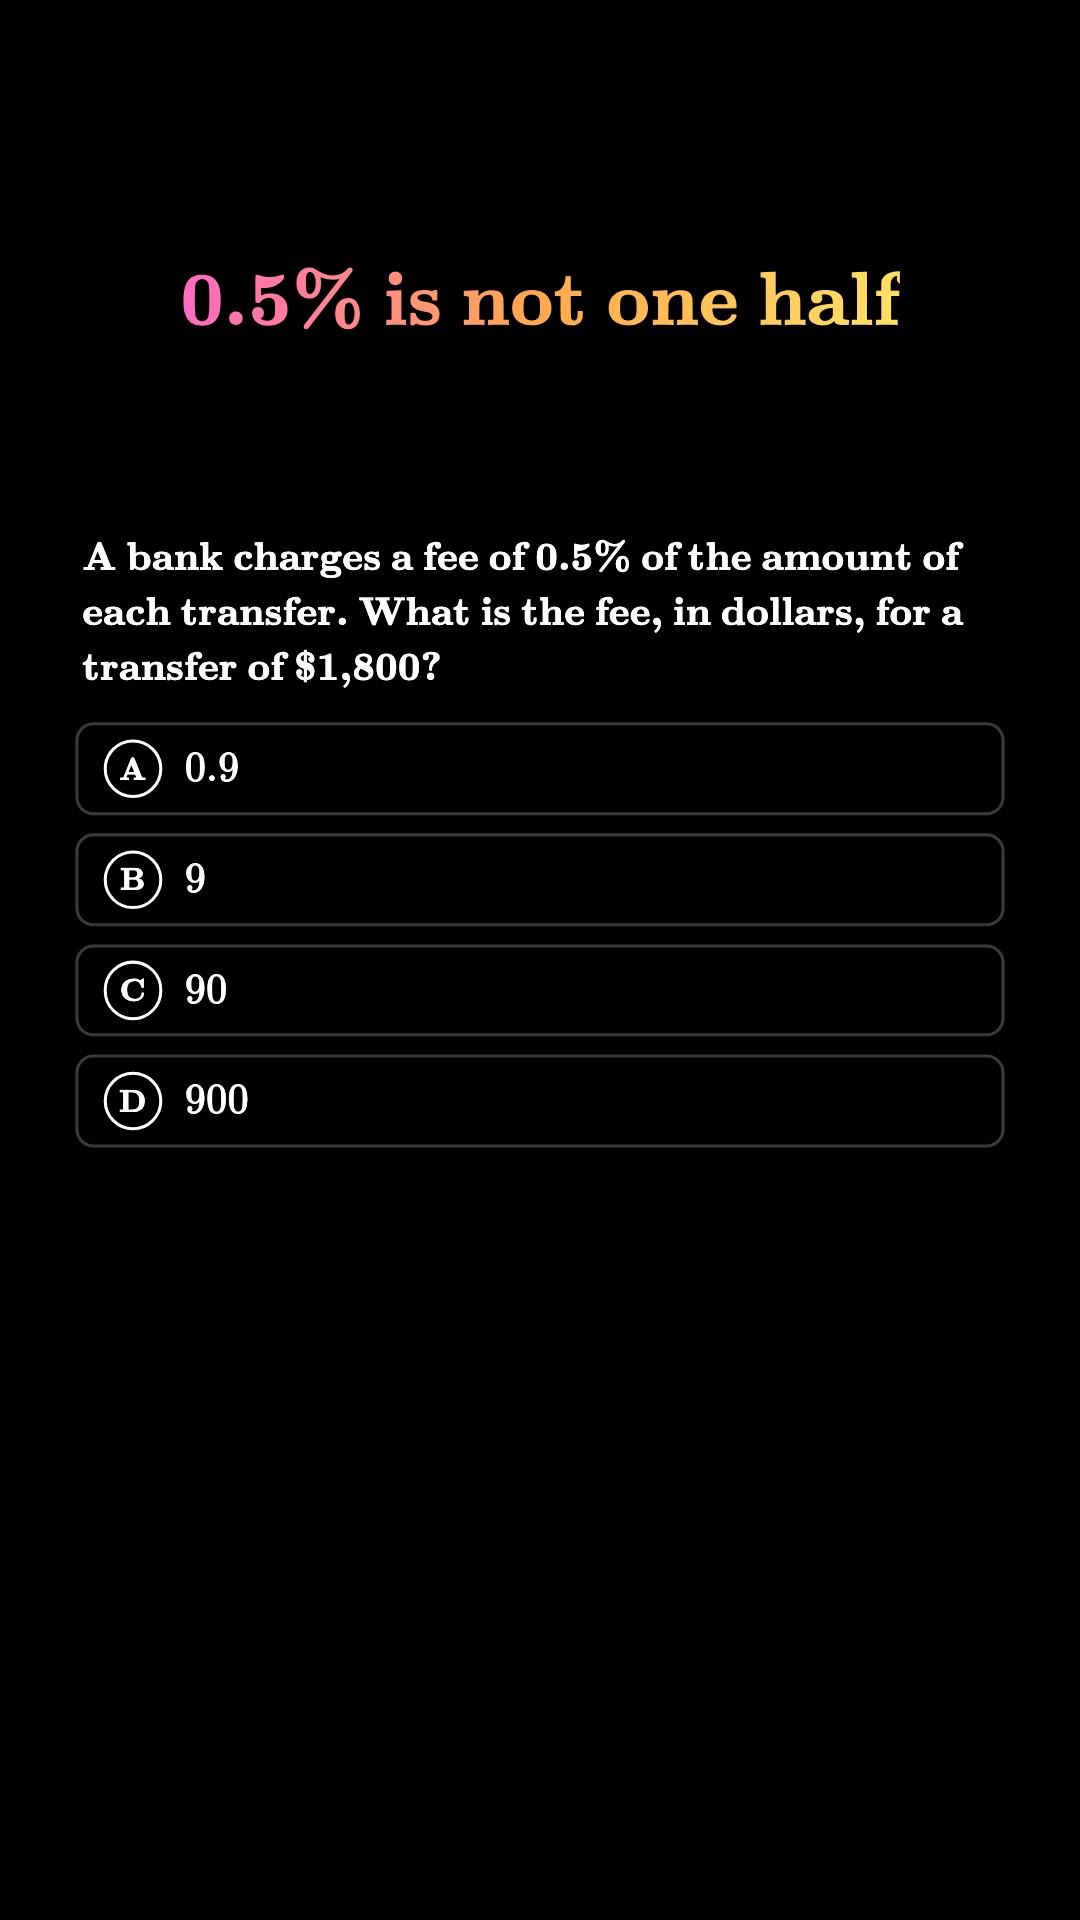 0.5% is not one half
A bank charges a fee of 0.5% of the amount of
each transfer. What is the fee, in dollars, for a
transfer of $1,800?
A 0.9
B 9
C 90
D 900